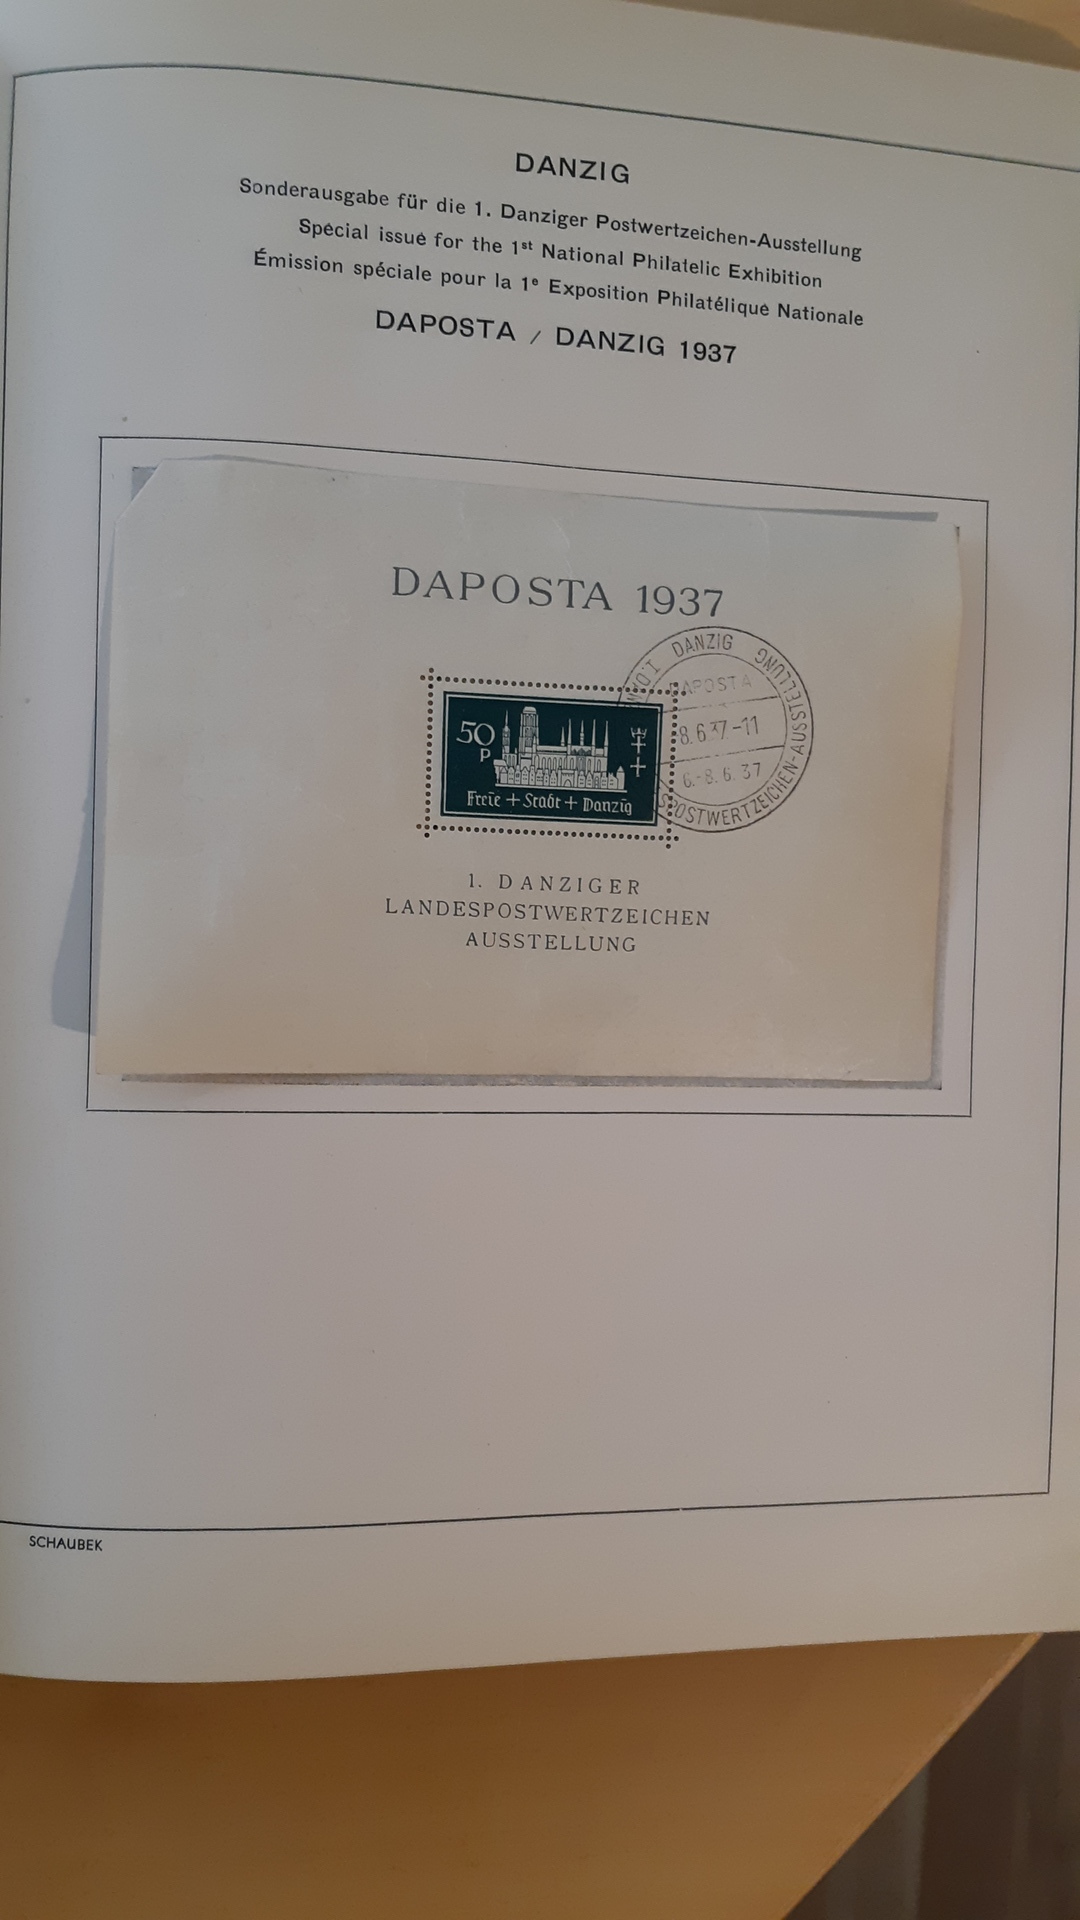 DANZIG
Sonderausgabe für die 1. Danziger Postwertzeichen-Ausstellung
Special issue for the 1st National Philatelic Exhibition
Émission spéciale pour la 1e Exposition Philatélique Nationale
DAPOSTA / DANZIG 1937
DAPOSTA 1937
DANZIG
DAPOSTA
8.6.37-11
6.-8.6.37
POSTWERTZEICHEN-AUSSTELLUNG
50
P
Freie + Stadt + Danzig
1. DANZIGER
LANDESPOSTWERTZEICHEN
AUSSTELLUNG
SCHAUBEK